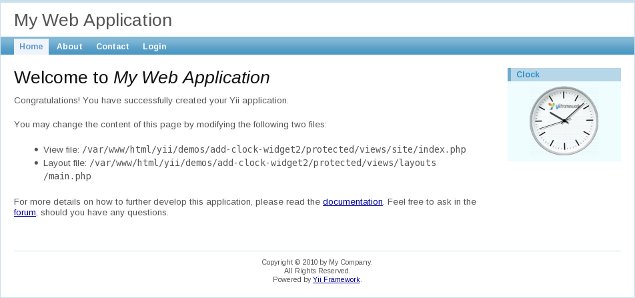 My Web Application
Home About Contact Login
Welcome to My Web Application
Clock
Congratulations! You have successfully created your Yii application.
You may change the content of this page by modifying the following two files:
View file: /var/www/html/yii/demos/add-clock-widget2/protected/views/site/index.php
Layout file: /var/www/html/yii/demos/add-clock-widget2/protected/views/layouts
/main.php
For more details on how to further develop this application, please read the documentation. Feel free to ask in the
forum, should you have any questions.
Copyright © 2010 by My Company.
All Rights Reserved.
Powered by Yii Framework.